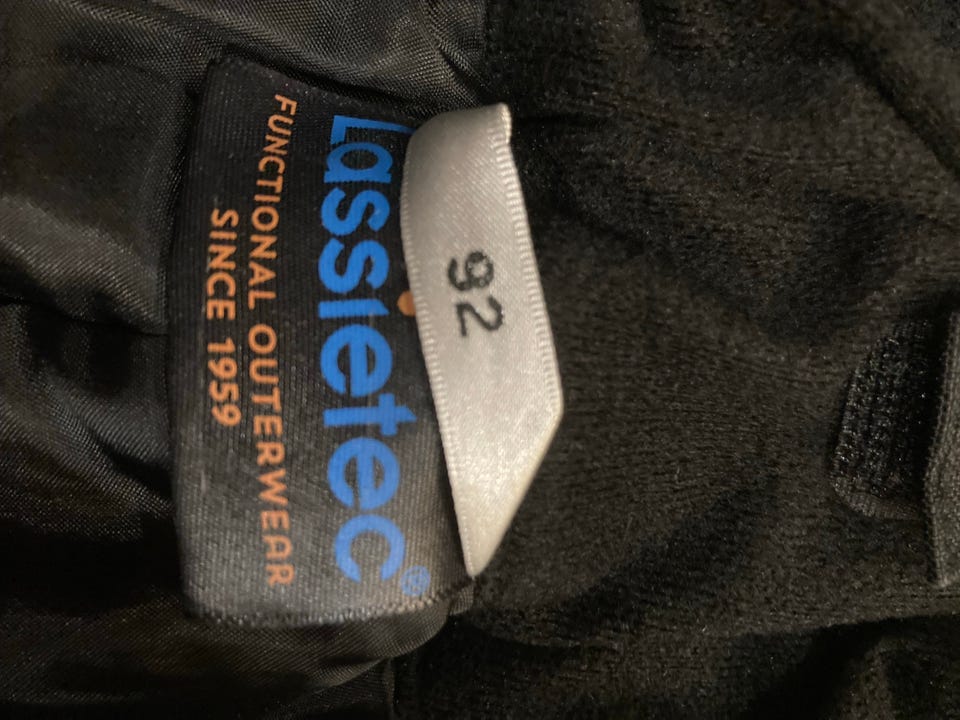 92
Lassietec®
FUNCTIONAL OUTERWEAR
SINCE 1959